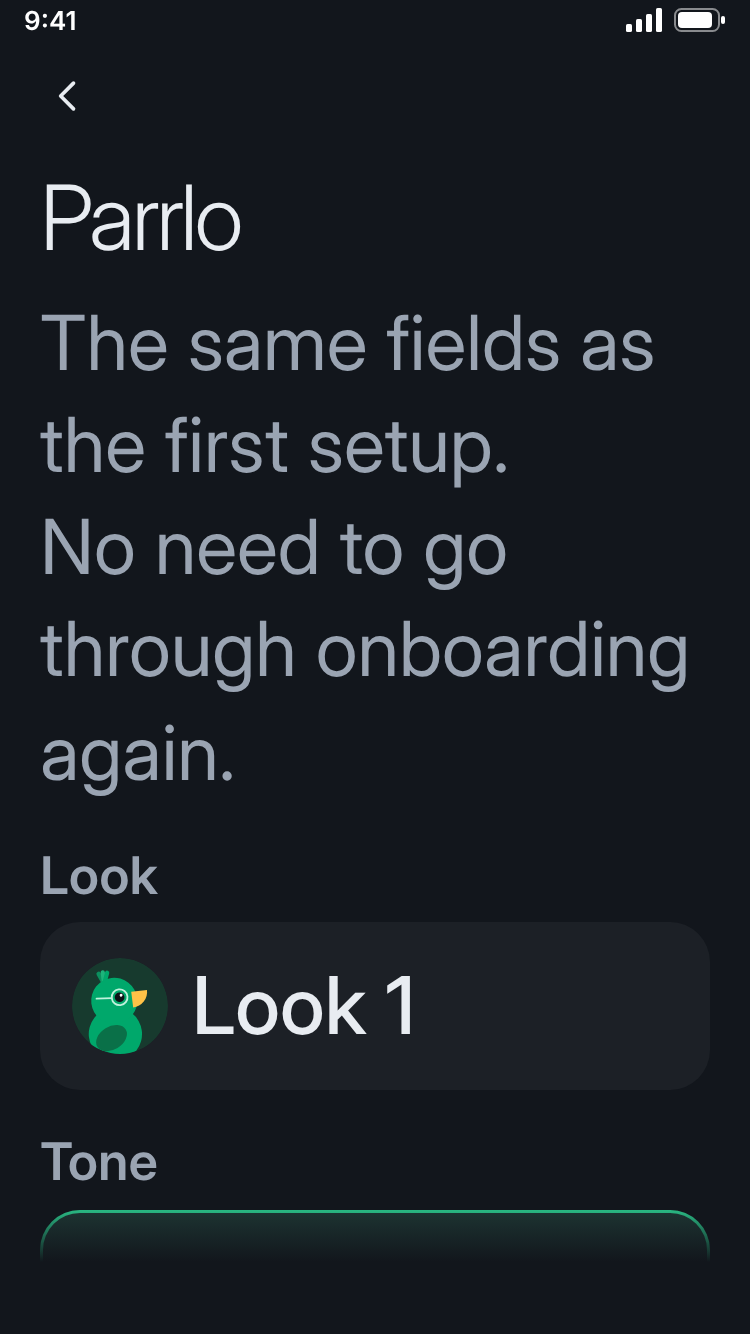 9:41
Parrlo
The same fields as
the first setup.
No need to go
through onboarding
again.
Look
Look 1
Tone